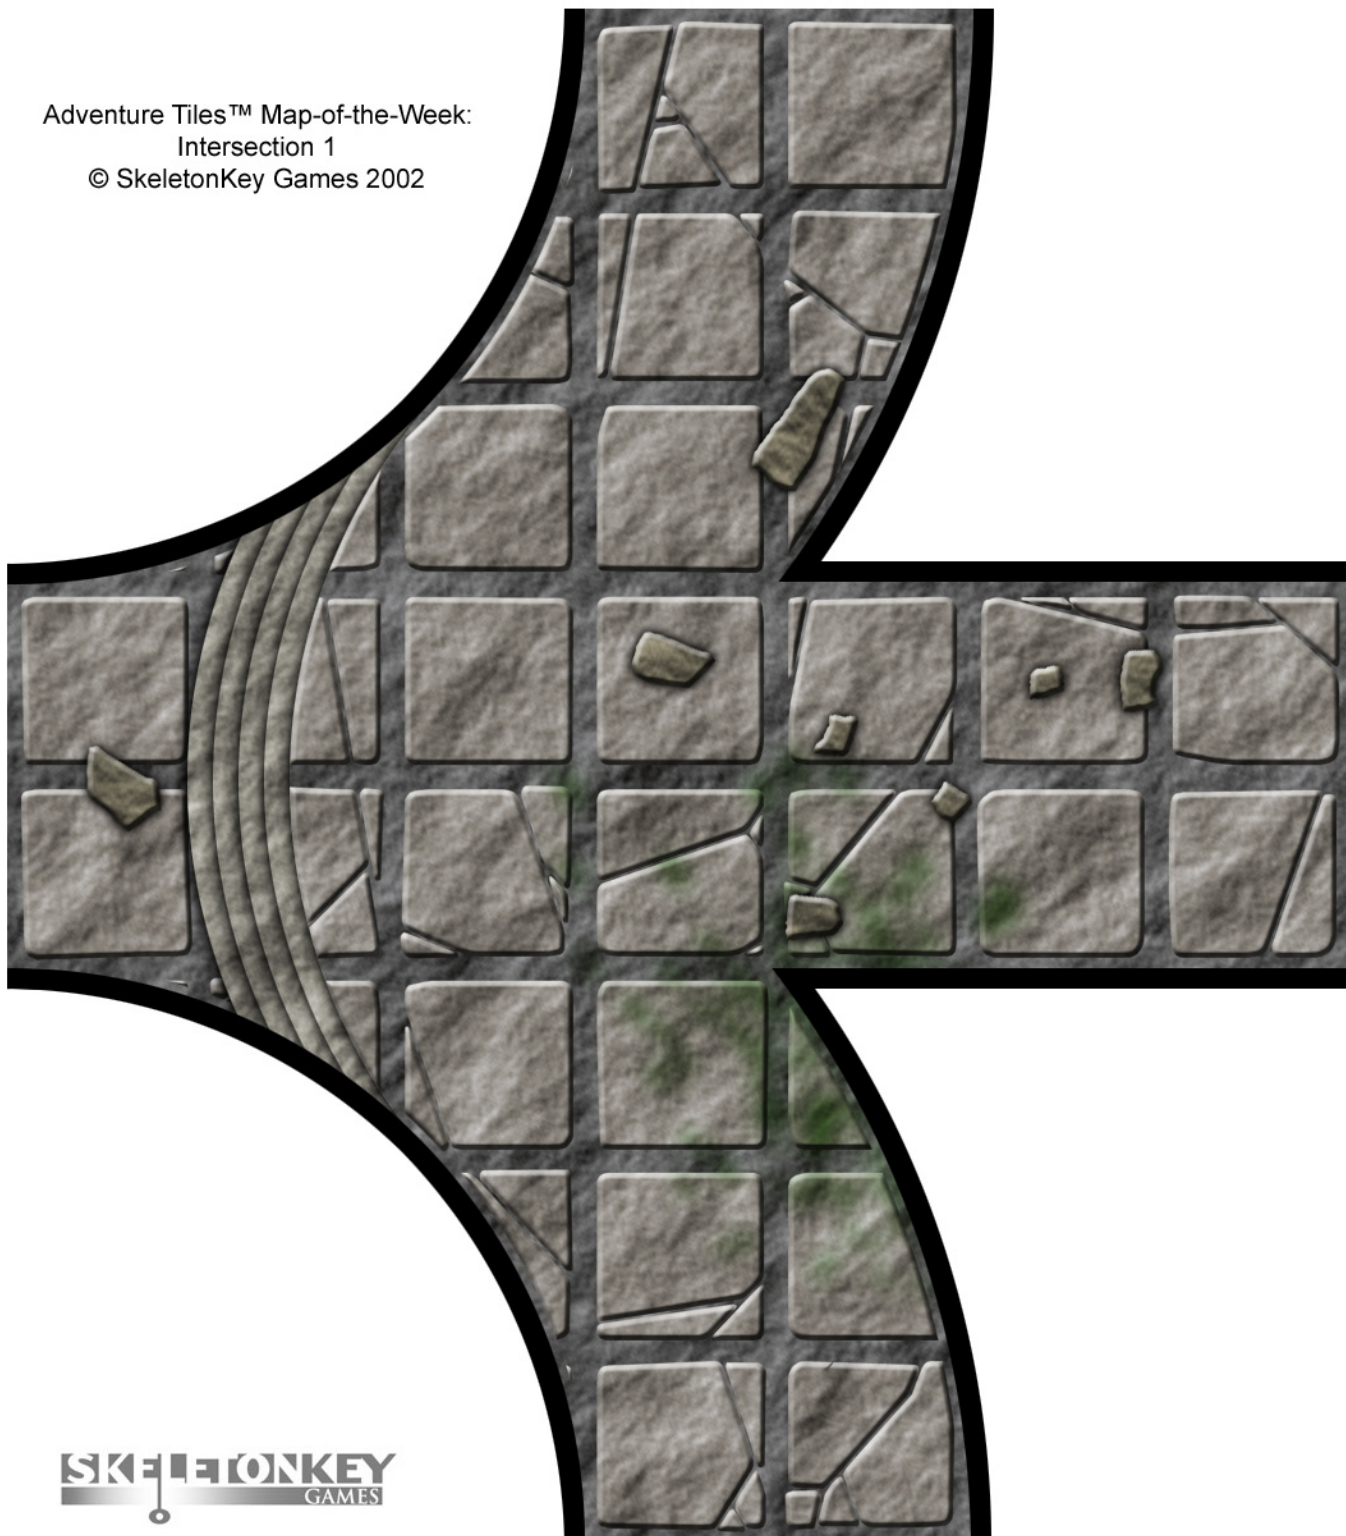 Adventure Tiles™ Map-of-the-Week:
Intersection 1
© SkeletonKey Games 2002
SKELETONKEY
GAMES